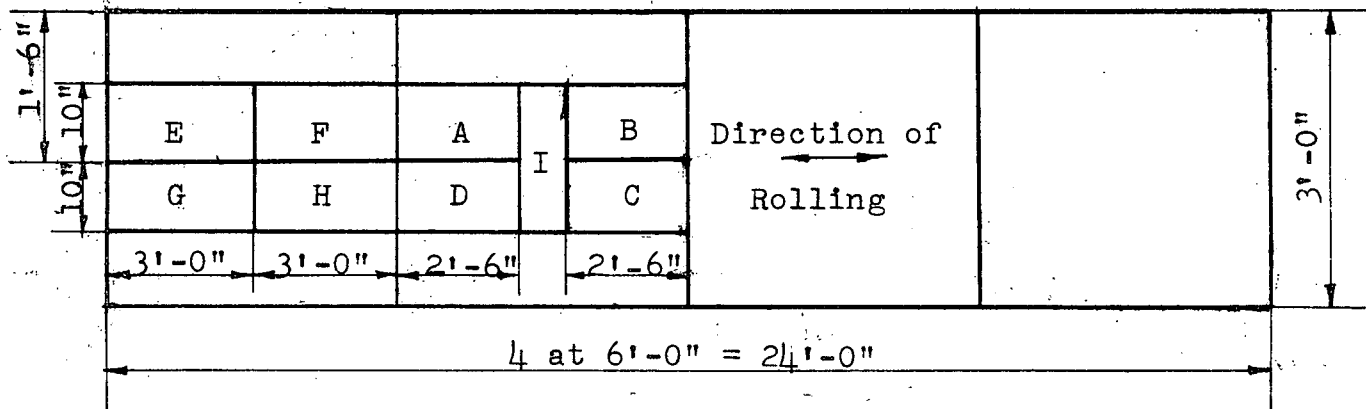 1'-6"
10"
10"
E F A I B
G H D C
Direction of
Rolling
3'-0"
3'-0" 3'-0" 2'-6" 2'-6"
4 at 6'-0" = 24'-0"